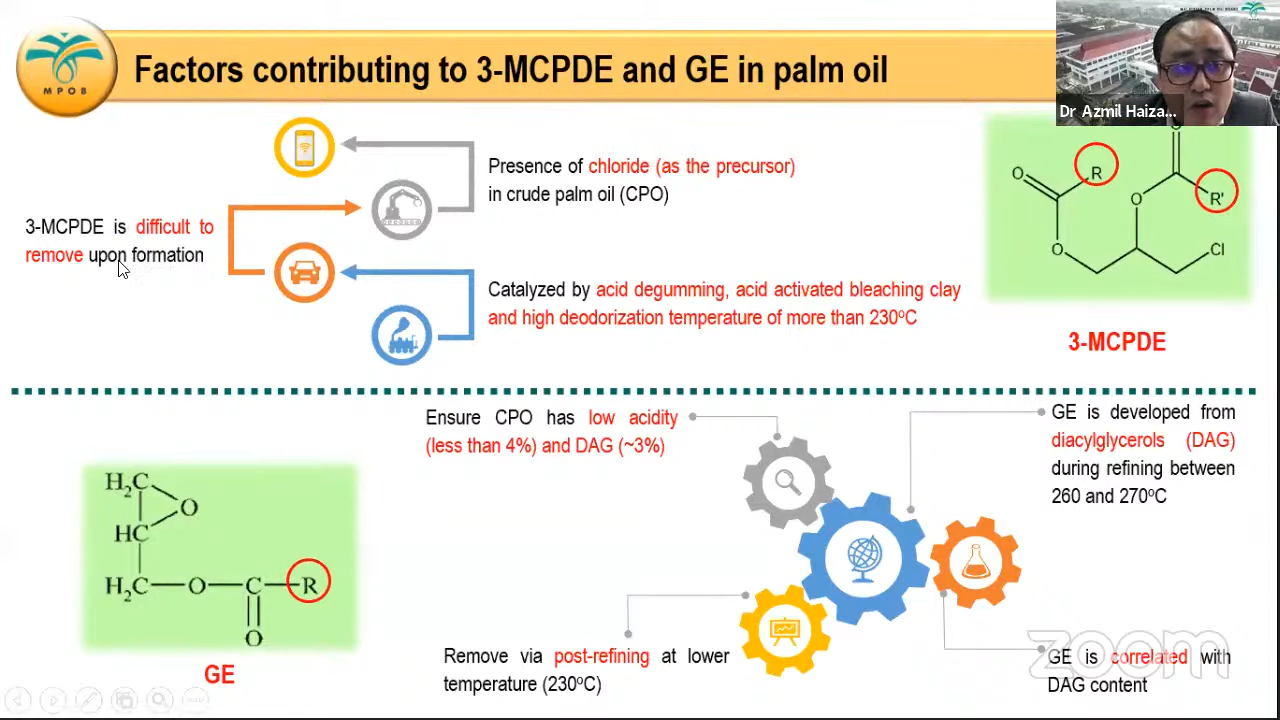 MPOB
Factors contributing to 3-MCPDE and GE in palm oil
Dr Azmil Haiza...
Presence of chloride (as the precursor)
in crude palm oil (CPO)
3-MCPDE is difficult to
remove upon formation
Catalyzed by acid degumming, acid activated bleaching clay
and high deodorization temperature of more than 230ºC
O
R
O
R'
O
O
Cl
3-MCPDE
Ensure CPO has low acidity
(less than 4%) and DAG (~3%)
GE is developed from
diacylglycerols (DAG)
during refining between
260 and 270ºC
H₂C
O
HC
H₂C—O—C—R
O
GE
Remove via post-refining at lower
temperature (230ºC)
GE is correlated with
DAG content
zoom